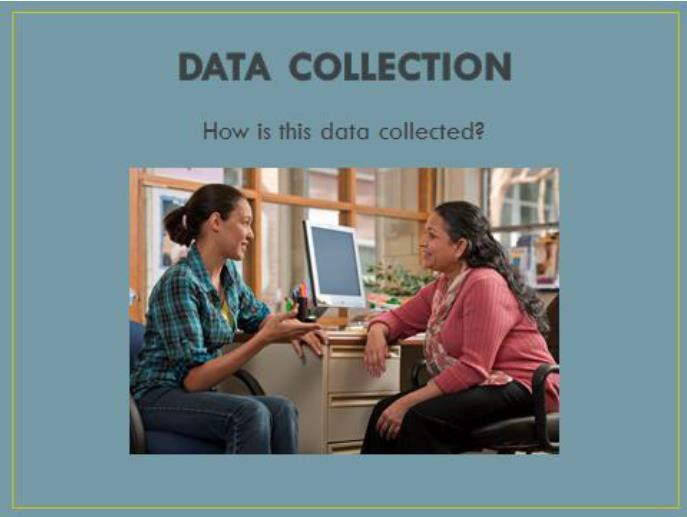 DATA COLLECTION
How is this data collected?